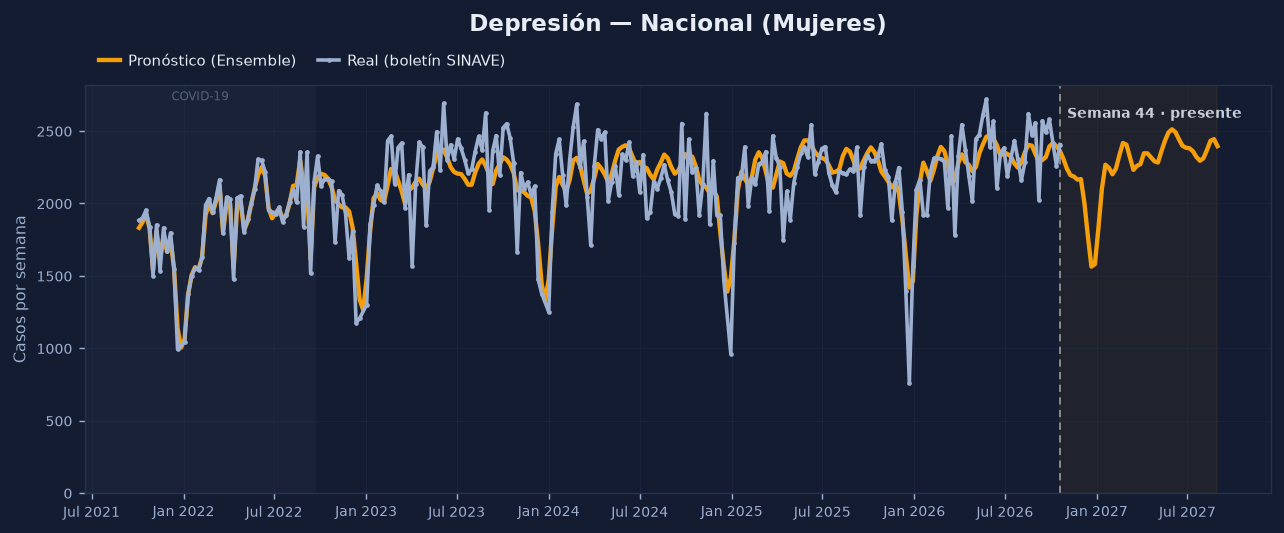 Depresión — Nacional (Mujeres)
Pronóstico (Ensemble)
Real (boletín SINAVE)
COVID-19
Semana 44 · presente
Casos por semana
2500
2000
1500
1000
500
0
Jul 2021
Jan 2022
Jul 2022
Jan 2023
Jul 2023
Jan 2024
Jul 2024
Jan 2025
Jul 2025
Jan 2026
Jul 2026
Jan 2027
Jul 2027